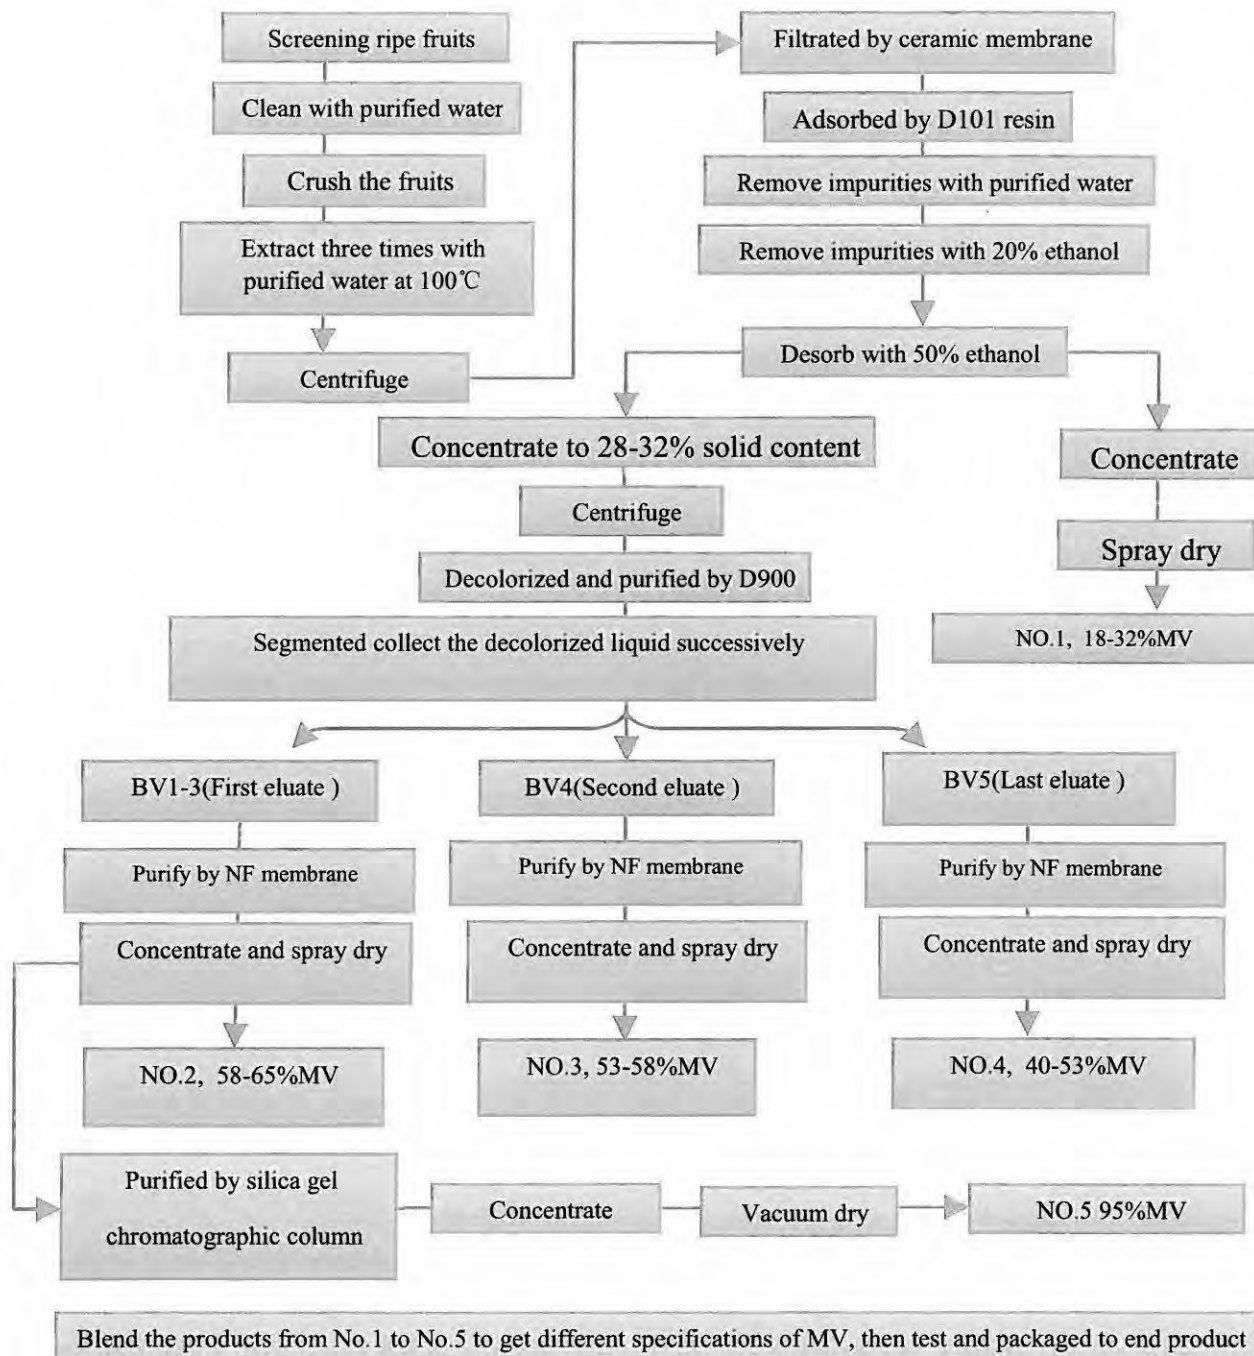 Screening ripe fruits
Clean with purified water
Crush the fruits
Extract three times with
purified water at 100℃
Centrifuge
Filtrated by ceramic membrane
Adsorbed by D101 resin
Remove impurities with purified water
Remove impurities with 20% ethanol
Desorb with 50% ethanol
Concentrate to 28-32% solid content
Centrifuge
Decolorized and purified by D900
Segmented collect the decolorized liquid successively
Concentrate
Spray dry
NO.1, 18-32%MV
BV1-3(First eluate )
Purify by NF membrane
Concentrate and spray dry
NO.2, 58-65%MV
BV4(Second eluate )
Purify by NF membrane
Concentrate and spray dry
NO.3, 53-58%MV
BV5(Last eluate )
Purify by NF membrane
Concentrate and spray dry
NO.4, 40-53%MV
Purified by silica gel
chromatographic column
Concentrate
Vacuum dry
NO.5 95%MV
Blend the products from No.1 to No.5 to get different specifications of MV, then test and packaged to end product